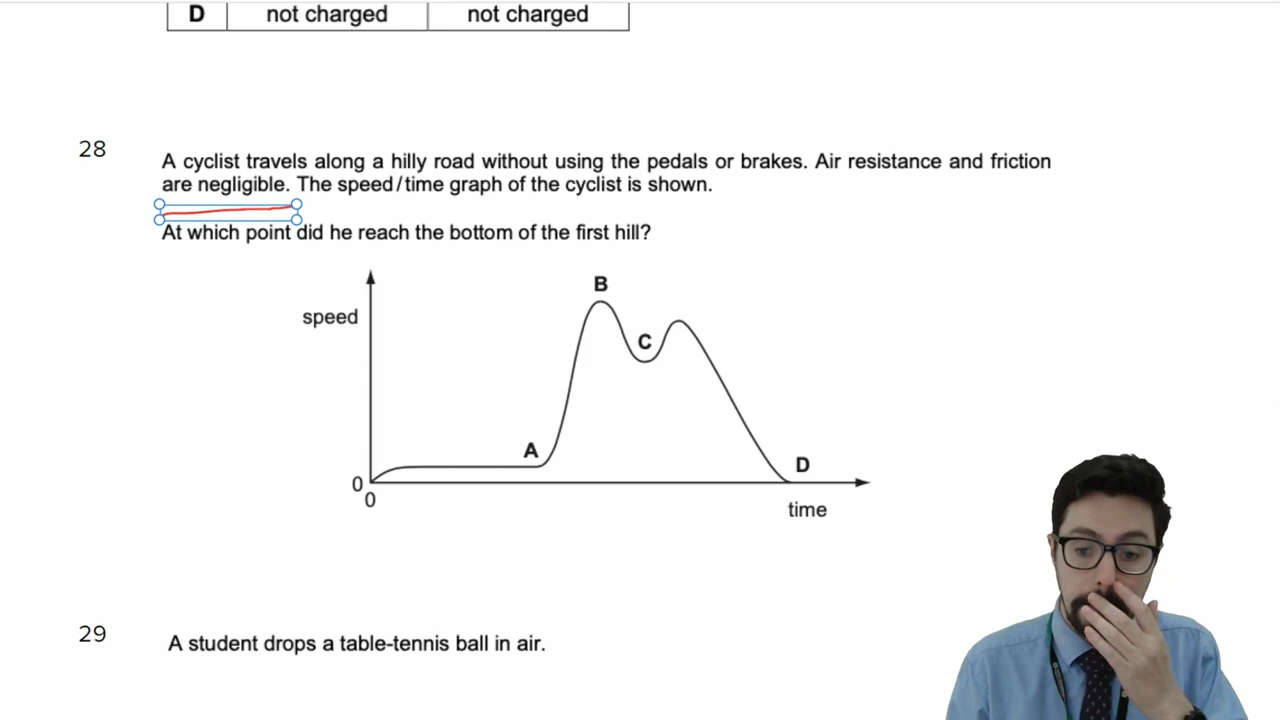 D not charged not charged
28
A cyclist travels along a hilly road without using the pedals or brakes. Air resistance and friction
are negligible. The speed/time graph of the cyclist is shown.
At which point did he reach the bottom of the first hill?
B
speed
C
A
D
0
0
time
29
A student drops a table-tennis ball in air.